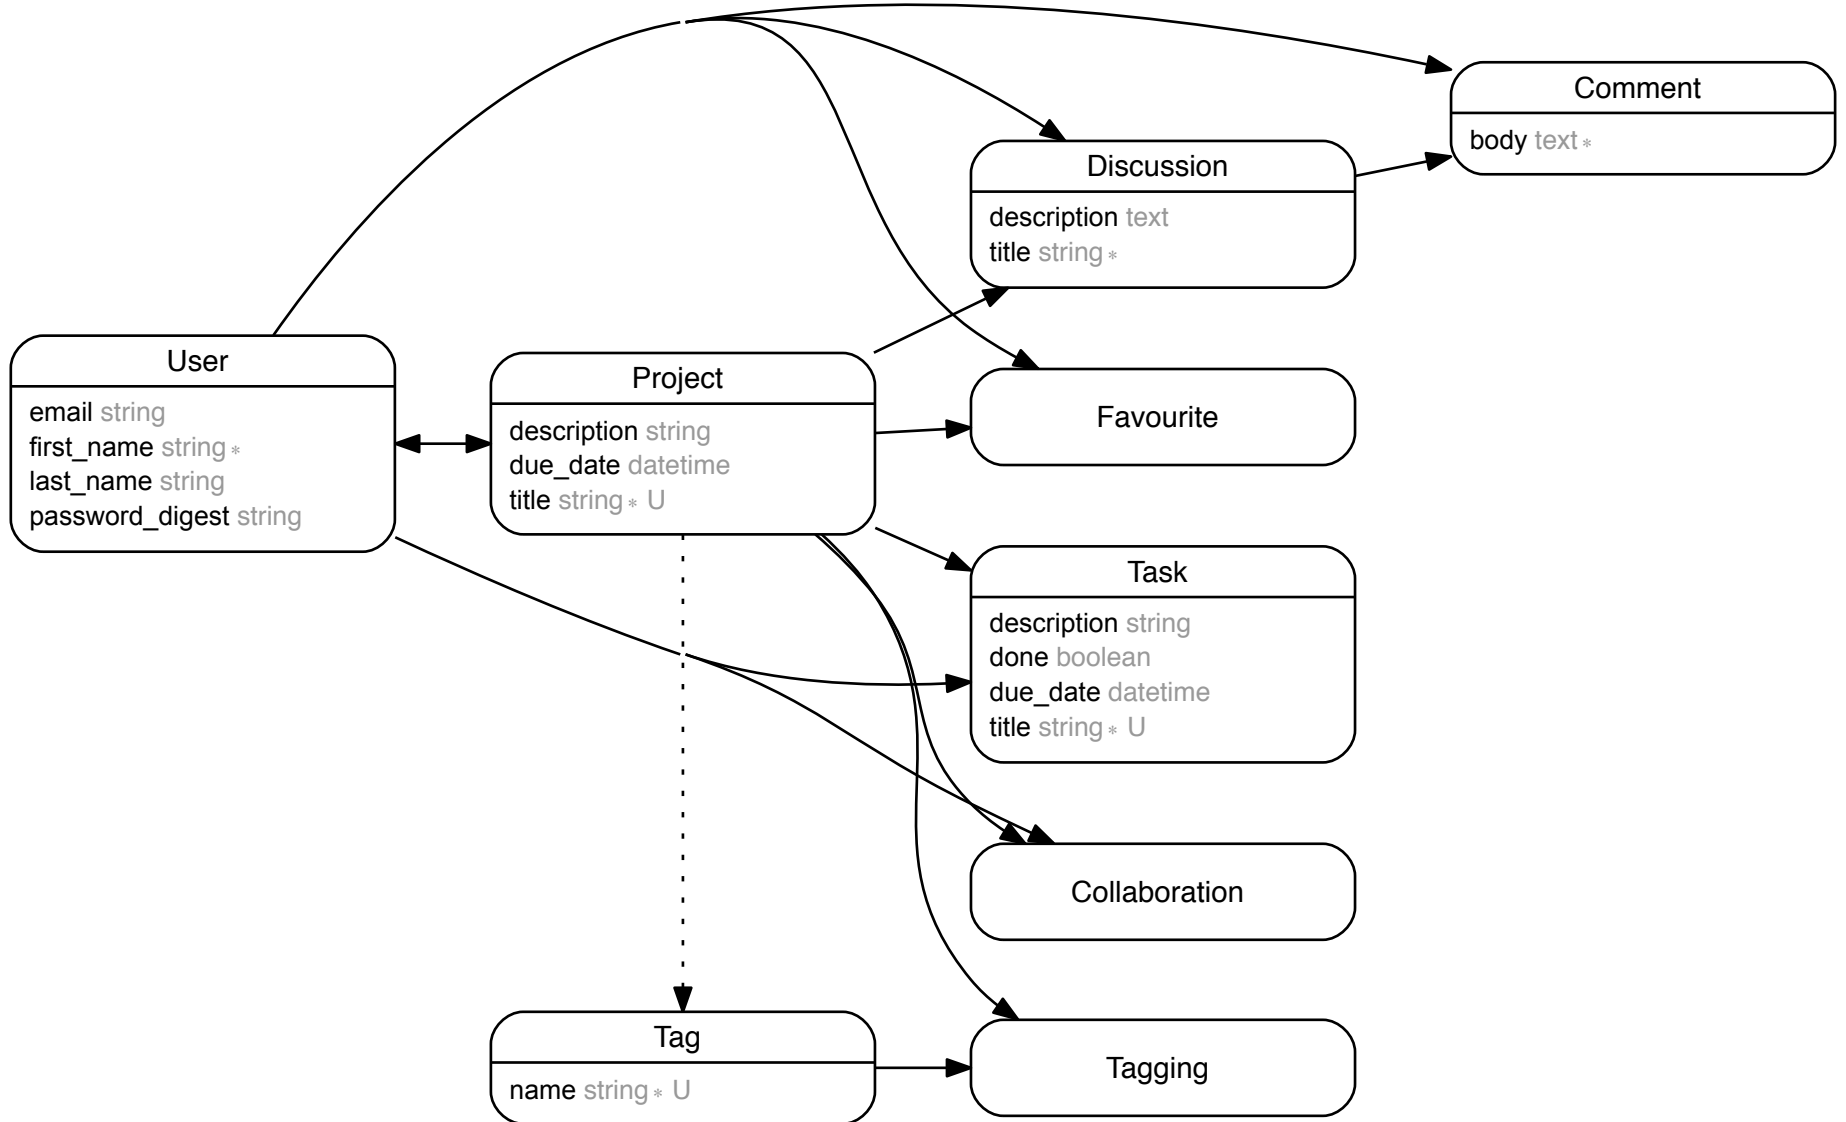 Comment
body text *
Discussion
description text
title string *
User
email string
first_name string *
last_name string
password_digest string
Project
description string
due_date datetime
title string * U
Favourite
Task
description string
done boolean
due_date datetime
title string * U
Collaboration
Tag
name string * U
Tagging